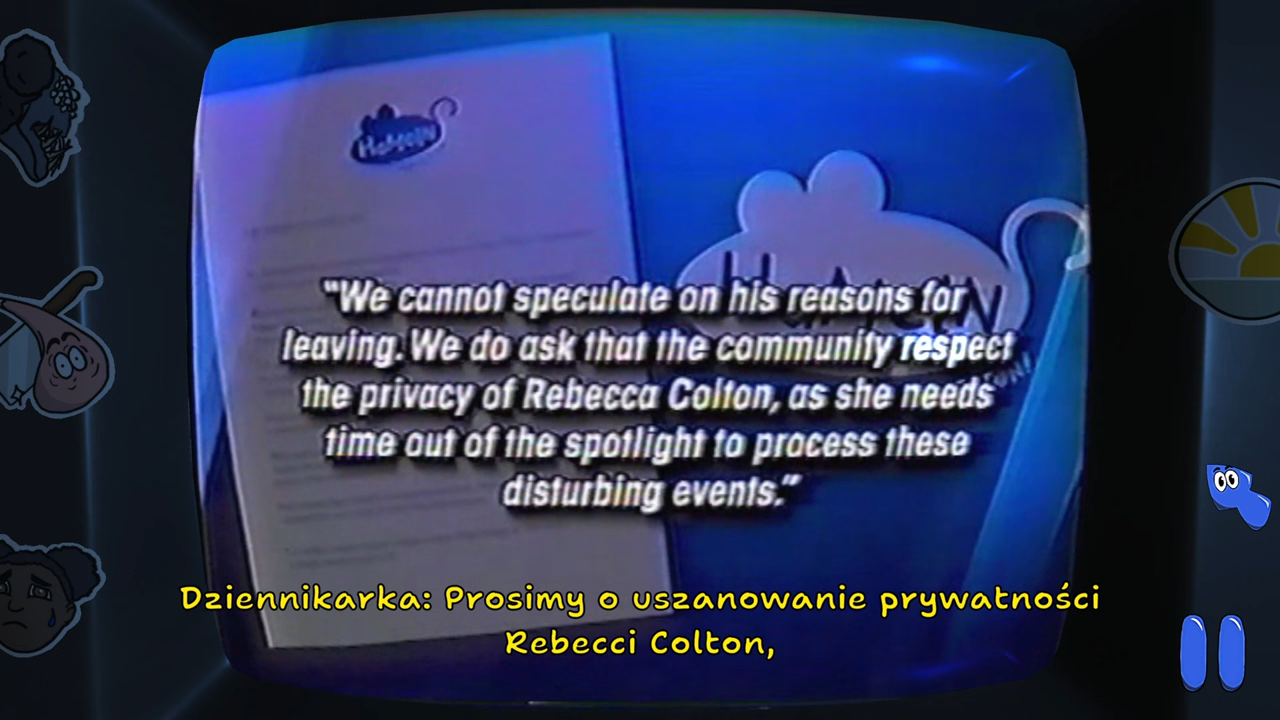 HaMelN
"We cannot speculate on his reasons for
leaving. We do ask that the community respect
the privacy of Rebecca Colton, as she needs
time out of the spotlight to process these
disturbing events."
Dziennikarka: Prosimy o uszanowanie prywatności
Rebecci Colton,